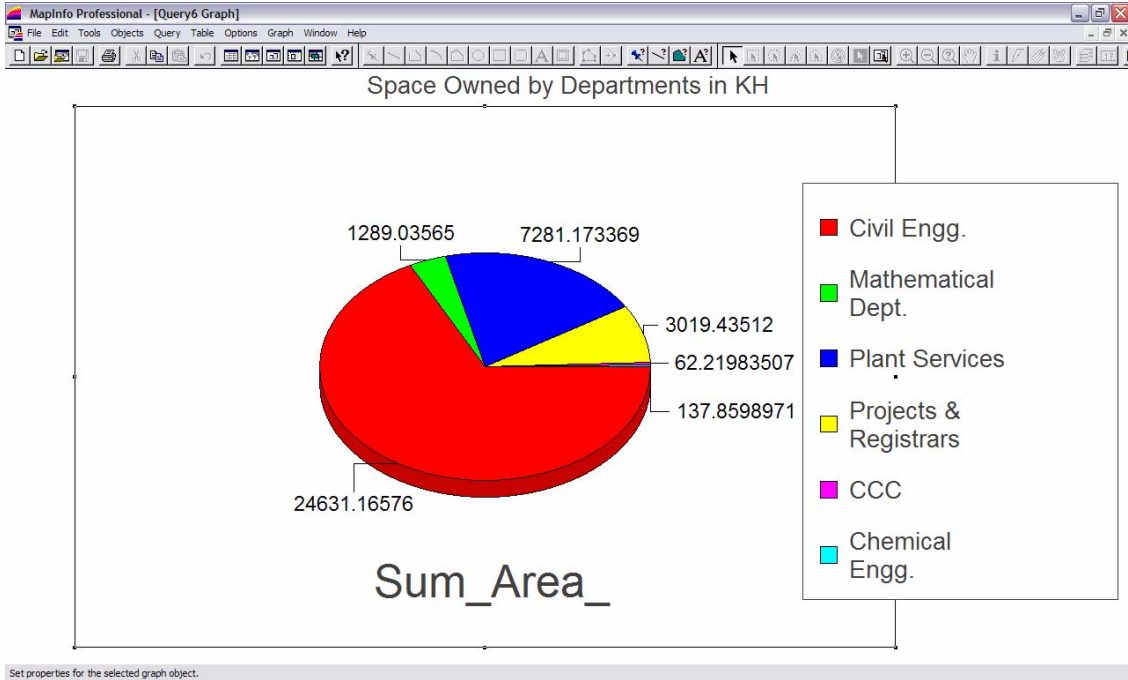 MapInfo Professional - [Query6 Graph]
File Edit Tools Objects Query Table Options Graph Window Help
Space Owned by Departments in KH
1289.03565
7281.173369
3019.43512
62.21983507
137.8598971
24631.16576
Sum_Area_
Civil Engg.
Mathematical
Dept.
Plant Services
Projects &
Registrars
CCC
Chemical
Engg.
Set properties for the selected graph object.